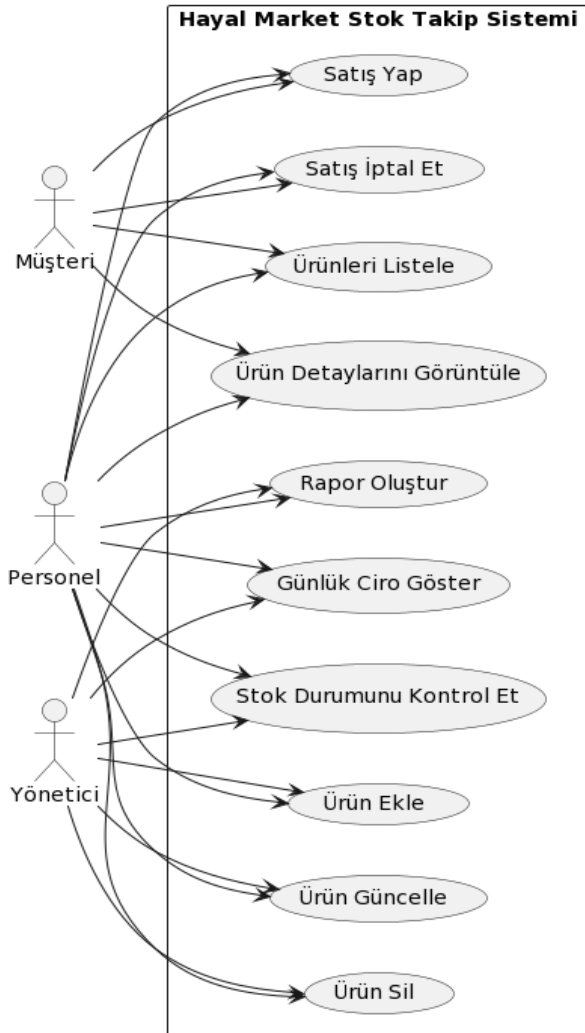 Hayal Market Stok Takip Sistemi
Satış Yap
Satış İptal Et
Müşteri
Ürünleri Listele
Ürün Detaylarını Görüntüle
Rapor Oluştur
Personel
Günlük Ciro Göster
Stok Durumunu Kontrol Et
Yönetici
Ürün Ekle
Ürün Güncelle
Ürün Sil